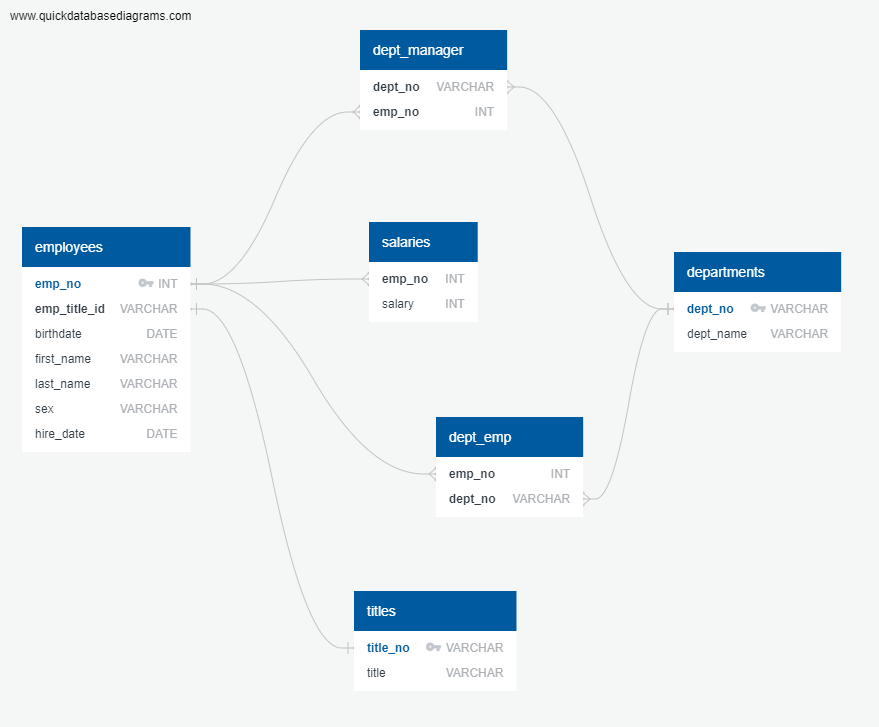 www.quickdatabasediagrams.com
dept_manager
dept_no VARCHAR
emp_no INT
employees
emp_no INT
emp_title_id VARCHAR
birthdate DATE
first_name VARCHAR
last_name VARCHAR
sex VARCHAR
hire_date DATE
salaries
emp_no INT
salary INT
departments
dept_no VARCHAR
dept_name VARCHAR
dept_emp
emp_no INT
dept_no VARCHAR
titles
title_no VARCHAR
title VARCHAR